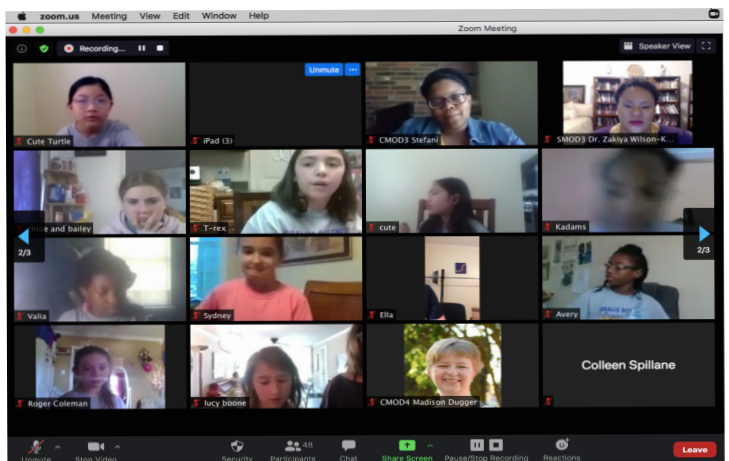 zoom.us Meeting View Edit Window Help
Zoom Meeting
Recording...
Speaker View
Unmute ...
Cute Turtle
iPad (3)
CMOD3 Stefani
SMOD3 Dr. Zakiya Wilson-K...
and bailey
T-rex
cute
Kadams
2/3
2/3
Valia
Sydney
Ella
Avery
Colleen Spillane
Roger Coleman
lucy boone
CMOD4 Madison Dugger
48
Unmute
Stop Video
Security
Participants
Chat
Share Screen
Pause/Stop Recording
Reactions
Leave